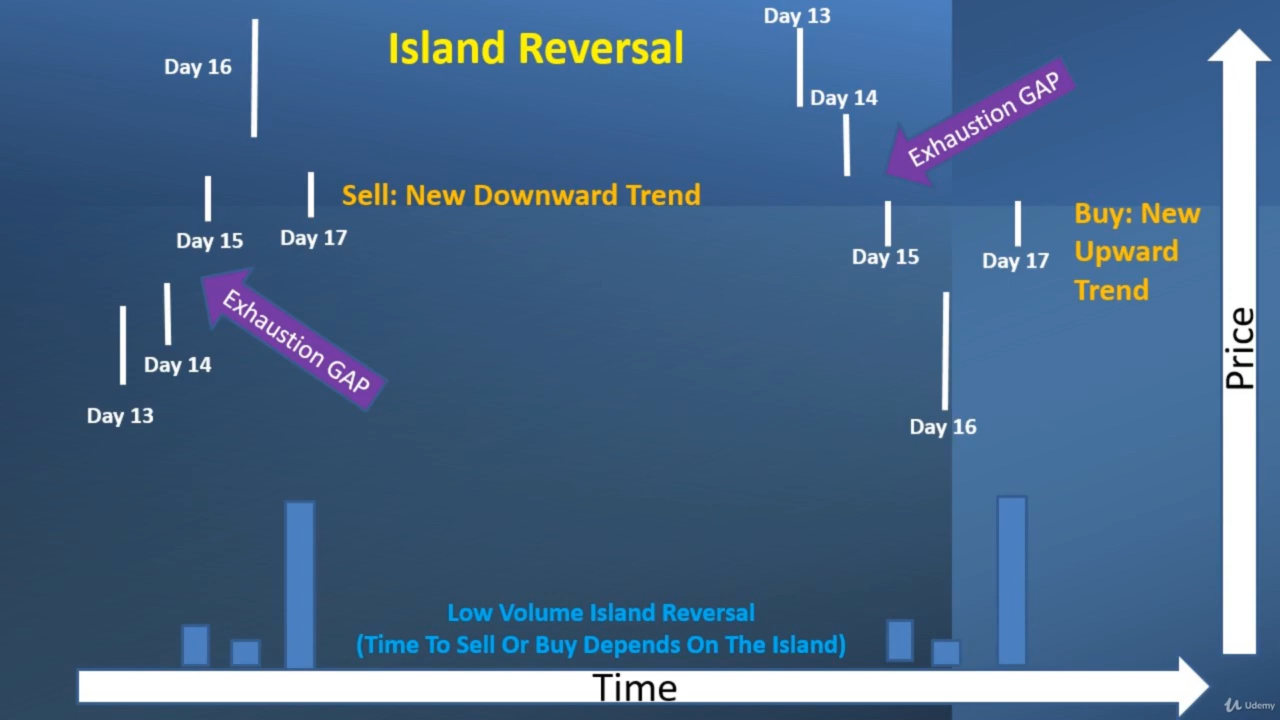 Island Reversal
Day 13
Day 16
Day 14
Exhaustion GAP
Sell: New Downward Trend
Day 15
Day 17
Buy: New
Upward
Trend
Day 15
Day 17
Exhaustion GAP
Day 14
Day 13
Day 16
Price
Low Volume Island Reversal
(Time To Sell Or Buy Depends On The Island)
Time
Udemy